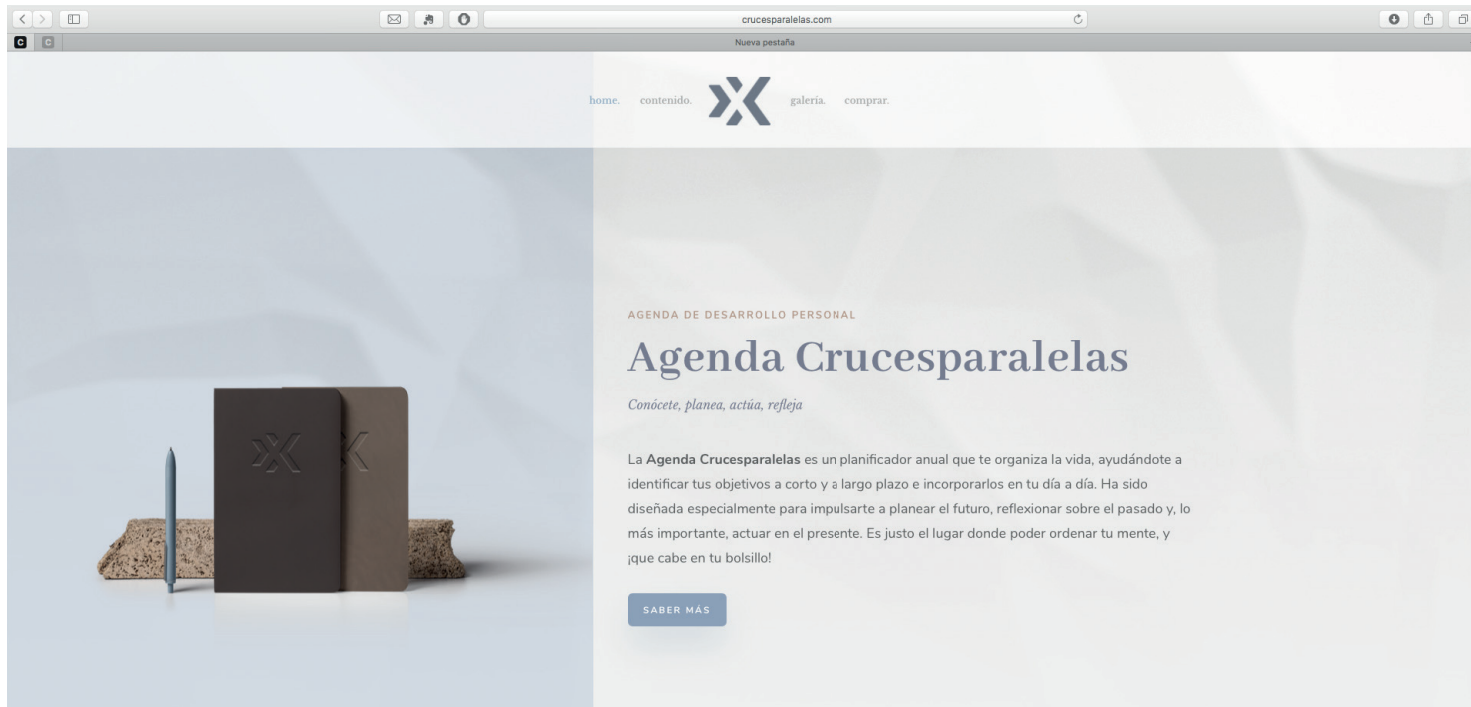 crucesparalelas.com
C C Nueva pestaña
home. contenido. galería. comprar.
AGENDA DE DESARROLLO PERSONAL
Agenda Crucesparalelas
Conócete, planea, actúa, refleja
La Agenda Crucesparalelas es un planificador anual que te organiza la vida, ayudándote a
identificar tus objetivos a corto y a largo plazo e incorporarlos en tu día a día. Ha sido
diseñada especialmente para impulsarte a planear el futuro, reflexionar sobre el pasado y, lo
más importante, actuar en el presente. Es justo el lugar donde poder ordenar tu mente, y
¡que cabe en tu bolsillo!
SABER MÁS